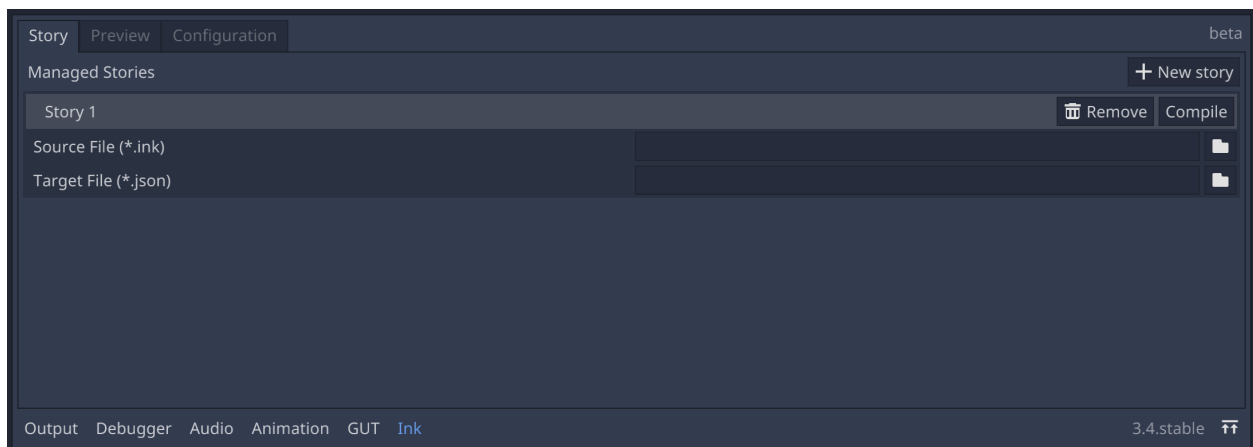 Story Preview Configuration beta
Managed Stories + New story
Story 1 Remove Compile
Source File (*.ink)
Target File (*.json)
Output Debugger Audio Animation GUT Ink 3.4.stable